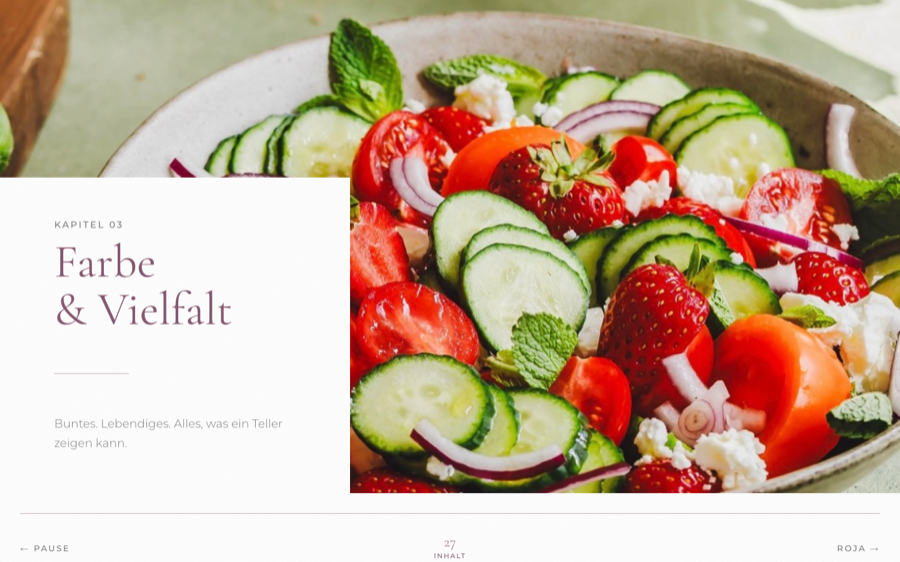 KAPITEL 03
Farbe
& Vielfalt
Buntes. Lebendiges. Alles, was ein Teller
zeigen kann.
← PAUSE
27
INHALT
ROJA →